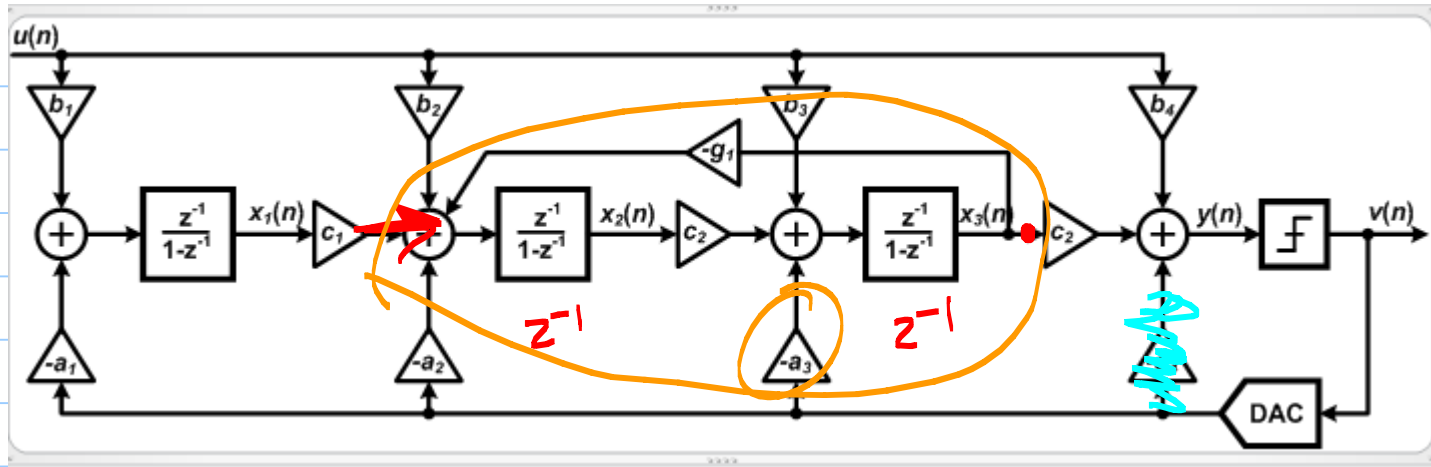 u(n)
b₁ b₂ b₃ b₄
-g₁
z⁻¹ x₁(n) c₁ z⁻¹ x₂(n) c₂ z⁻¹ x₃(n) c₂ y(n) v(n)
1-z⁻¹ 1-z⁻¹ 1-z⁻¹
+ + + +
z⁻¹ z⁻¹
-a₁ -a₂ -a₃
DAC